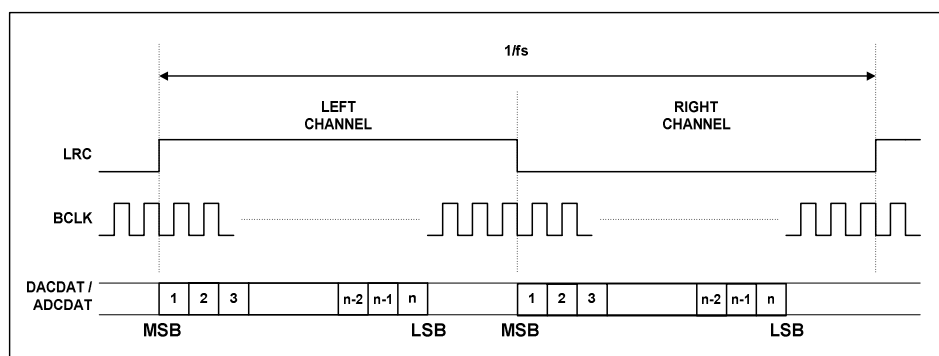 1/fs
LEFT
CHANNEL
RIGHT
CHANNEL
LRC
BCLK
DACDAT /
ADCDAT
1 2 3 n-2 n-1 n 1 2 3 n-2 n-1 n
MSB LSB MSB LSB